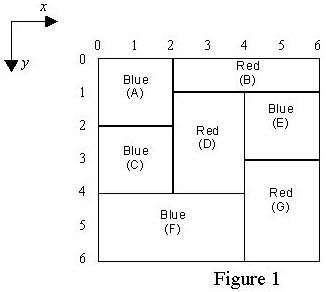 x
0 1 2 3 4 5 6
y
0
1
2
3
4
5
6
Blue
(A)
Red
(B)
Blue
(C)
Red
(D)
Blue
(E)
Blue
(F)
Red
(G)
Figure 1